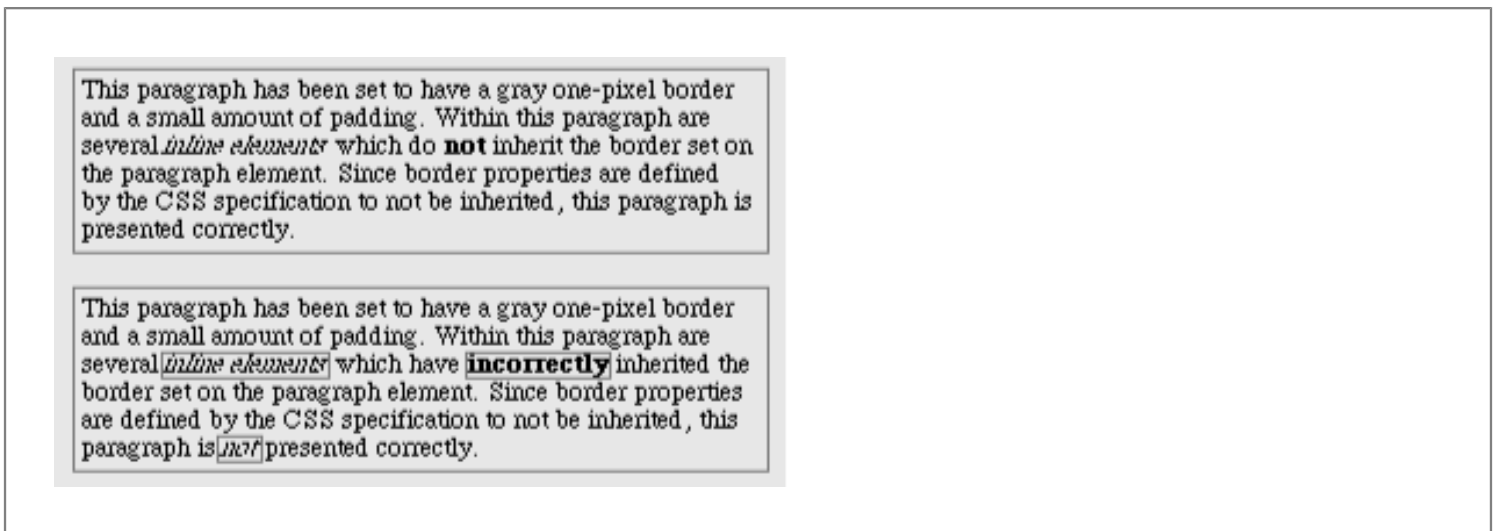 This paragraph has been set to have a gray one-pixel border
and a small amount of padding. Within this paragraph are
several inline elements which do not inherit the border set on
the paragraph element. Since border properties are defined
by the CSS specification to not be inherited, this paragraph is
presented correctly.
This paragraph has been set to have a gray one-pixel border
and a small amount of padding. Within this paragraph are
several inline elements which have incorrectly inherited the
border set on the paragraph element. Since border properties
are defined by the CSS specification to not be inherited, this
paragraph is not presented correctly.